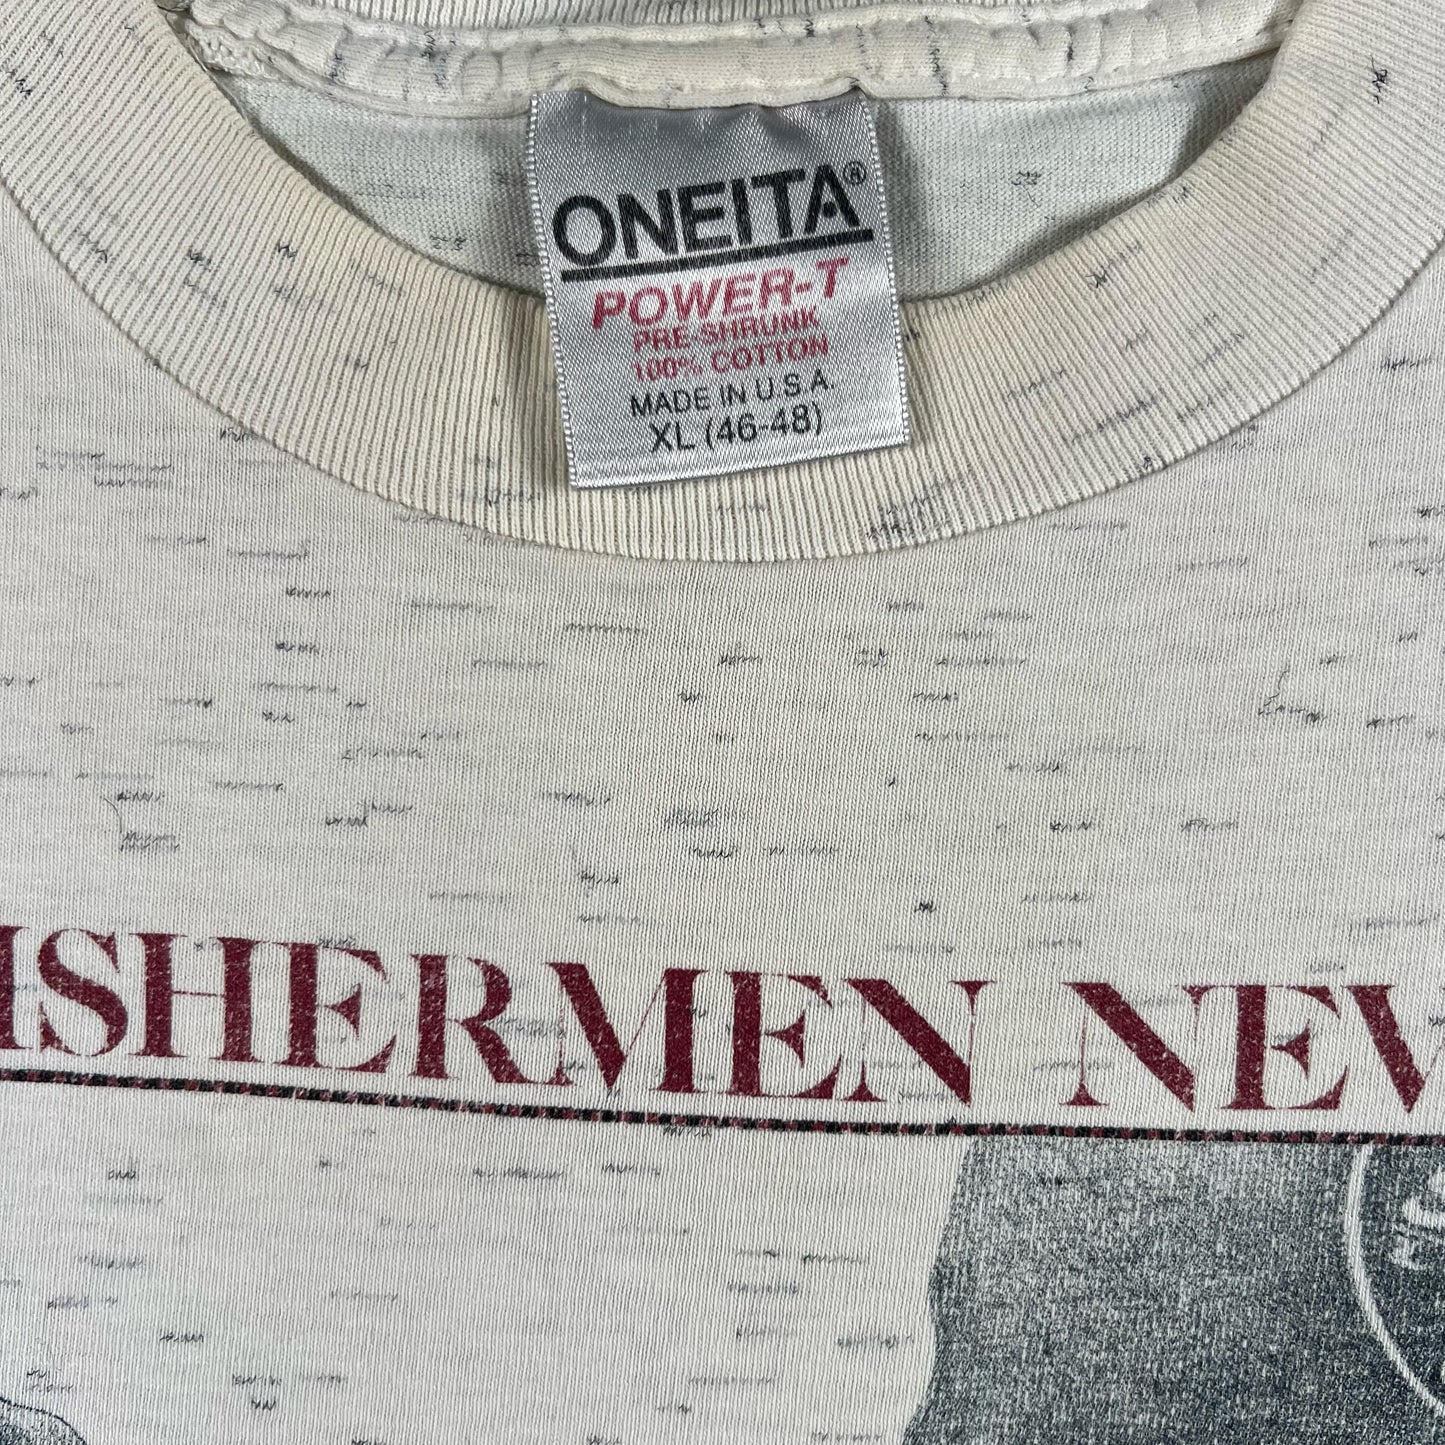 ONEITA®
POWER-T
PRE-SHRUNK
100% COTTON
MADE IN U.S.A.
XL (46-48)
ISHERMEN NEV